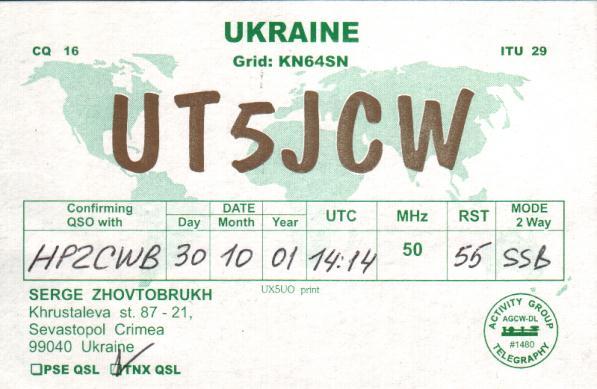 UKRAINE
CQ 16
ITU 29
Grid: KN64SN
UT5JCW
Confirming QSO with DATE Day Month Year UTC MHz RST MODE 2 Way
HP2CWB 30 10 01 14:14 50 55 SSB
UX5UO print
SERGE ZHOVTOBRUKH
Khrustaleva st. 87 - 21,
Sevastopol Crimea
99040 Ukraine
PSE QSL TNX QSL
ACTIVITY GROUP
AGCW-DL
#1480
TELEGRAPHY